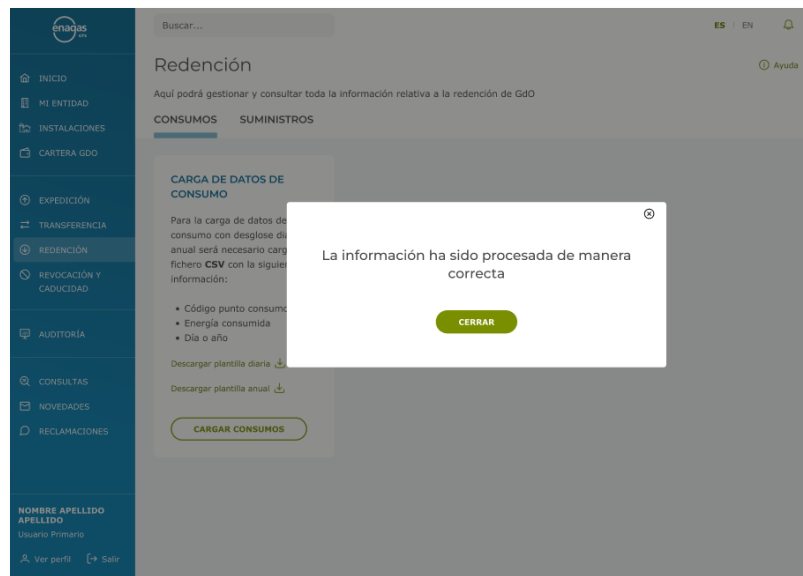 enagas
GTS
INICIO
MI ENTIDAD
INSTALACIONES
CARTERA GDO
EXPEDICIÓN
TRANSFERENCIA
REDENCIÓN
REVOCACIÓN Y
CADUCIDAD
AUDITORÍA
CONSULTAS
NOVEDADES
RECLAMACIONES
NOMBRE APELLIDO
APELLIDO
Usuario Primario
Ver perfil Salir
Buscar...
ES | EN
Redención
Ayuda
Aquí podrá gestionar y consultar toda la información relativa a la redención de GdO
CONSUMOS SUMINISTROS
CARGA DE DATOS DE
CONSUMO
Para la carga de datos de
consumo con desglose
anual será necesario
fichero CSV con la
información:
• Código punto consumo
• Energía consumida
• Día o año
Descargar plantilla diaria
Descargar plantilla anual
CARGAR CONSUMOS
La información ha sido procesada de manera
correcta
CERRAR